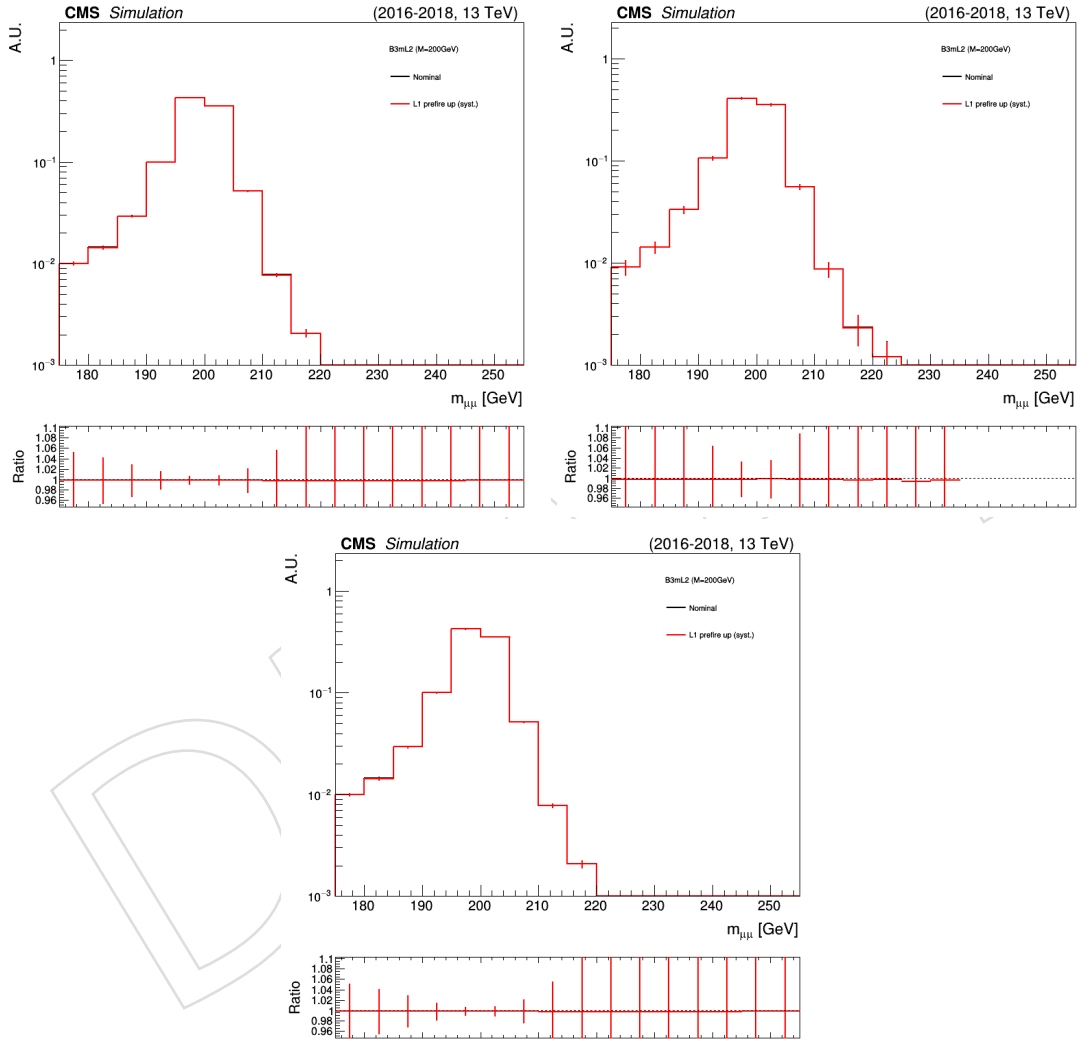 CMS Simulation (2016-2018, 13 TeV)
A.U.
B3mL2 (M=200GeV)
Nominal
L1 prefire up (syst.)
1
10⁻¹
10⁻²
10⁻³
180 190 200 210 220 230 240 250
m_μμ [GeV]
Ratio
1.1
1.08
1.06
1.04
1.02
1
0.98
0.96
CMS Simulation (2016-2018, 13 TeV)
A.U.
B3mL2 (M=200GeV)
Nominal
L1 prefire up (syst.)
1
10⁻¹
10⁻²
10⁻³
180 190 200 210 220 230 240 250
m_μμ [GeV]
Ratio
1.1
1.08
1.06
1.04
1.02
1
0.98
0.96
CMS Simulation (2016-2018, 13 TeV)
A.U.
B3mL2 (M=200GeV)
Nominal
L1 prefire up (syst.)
1
10⁻¹
10⁻²
10⁻³
180 190 200 210 220 230 240 250
m_μμ [GeV]
Ratio
1.1
1.08
1.06
1.04
1.02
1
0.98
0.96